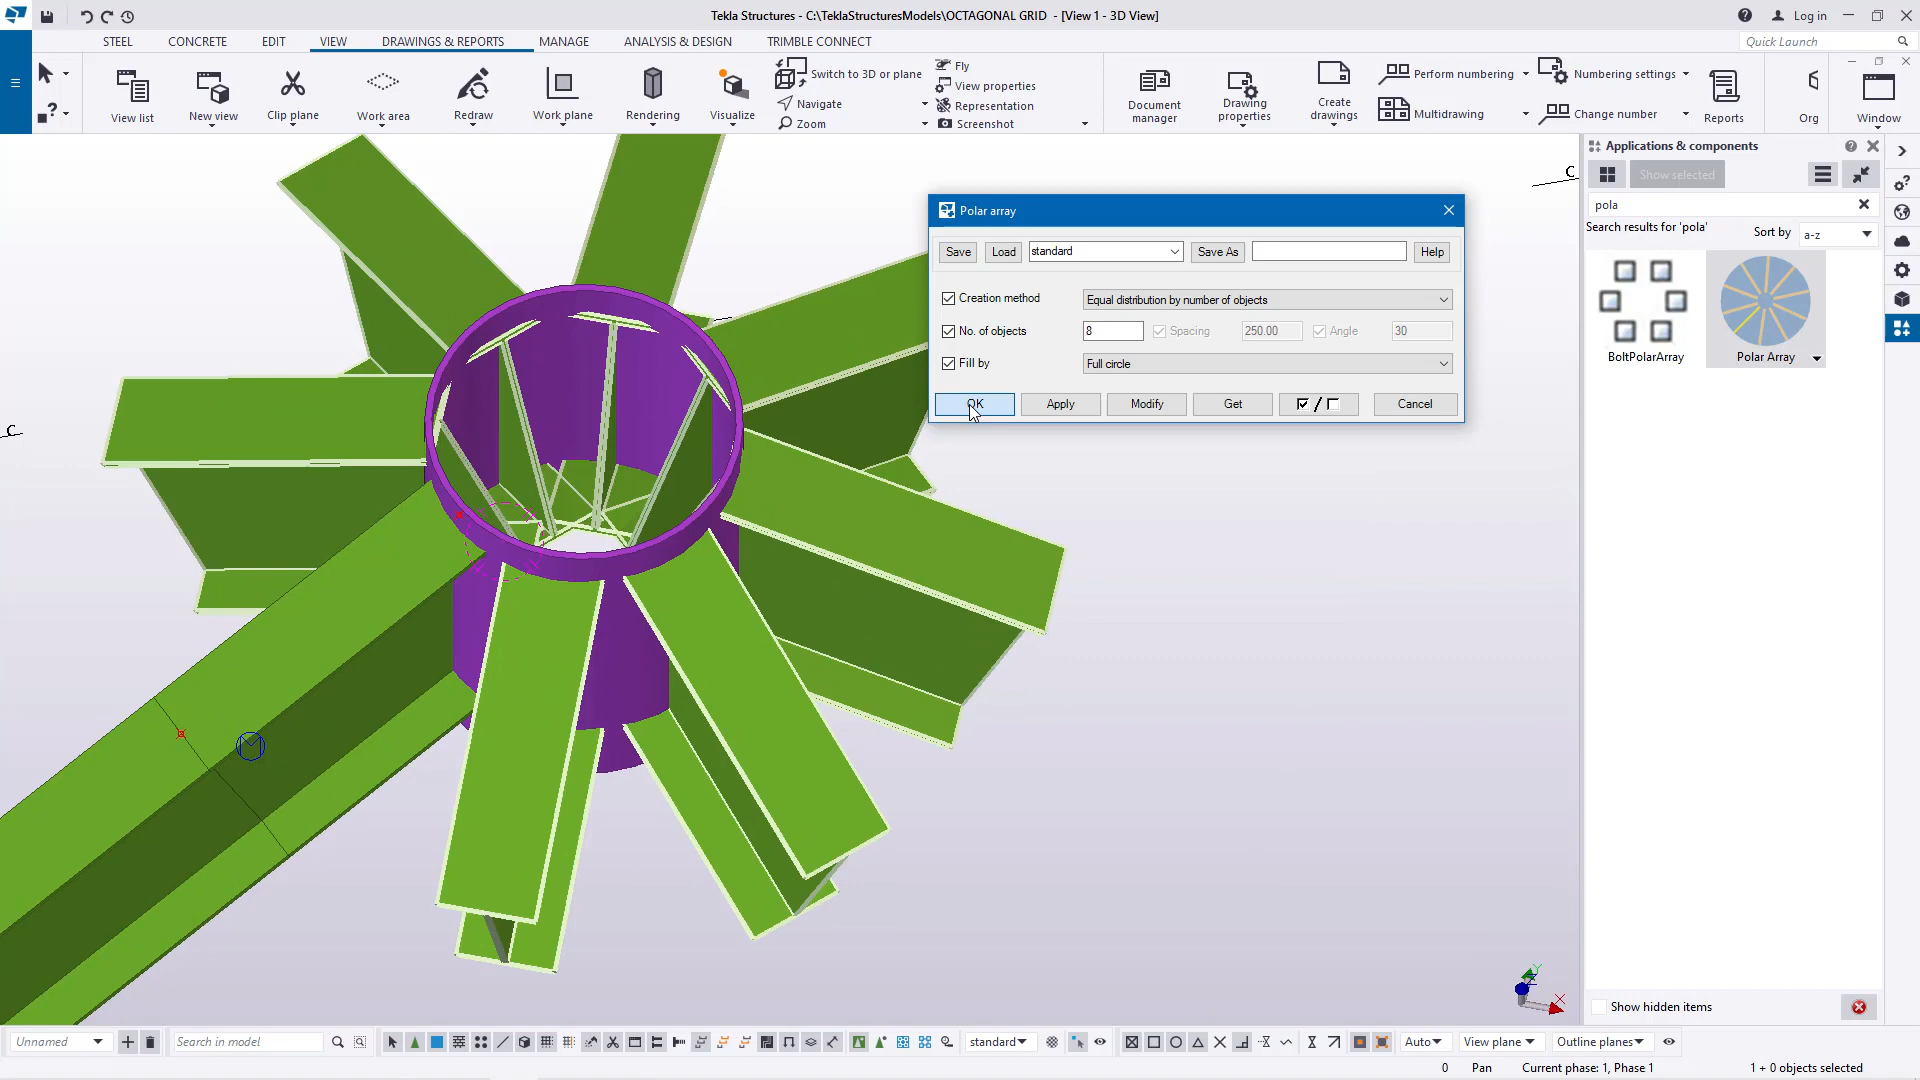 Tekla Structures - C:\TeklaStructuresModels\OCTAGONAL GRID - [View 1 - 3D View]
Log in
STEEL CONCRETE EDIT VIEW DRAWINGS & REPORTS MANAGE ANALYSIS & DESIGN TRIMBLE CONNECT
Quick Launch
View list
New view
Clip plane
Work area
Redraw
Work plane
Rendering
Visualize
Switch to 3D or plane
Navigate
Zoom
Fly
View properties
Representation
Screenshot
Document manager
Drawing properties
Create drawings
Perform numbering
Multidrawing
Numbering settings
Change number
Reports
Org
Window
C
C
M
Polar array
Save Load standard Save As Help
Creation method Equal distribution by number of objects
No. of objects 8 Spacing 250.00 Angle 30
Fill by Full circle
OK Apply Modify Get / Cancel
Applications & components
Show selected
pola
Search results for 'pola' Sort by a-z
BoltPolarArray Polar Array
Show hidden items
Y
Z
X
Unnamed Search in model standard Auto View plane Outline planes
0 Pan Current phase: 1, Phase 1 1 + 0 objects selected